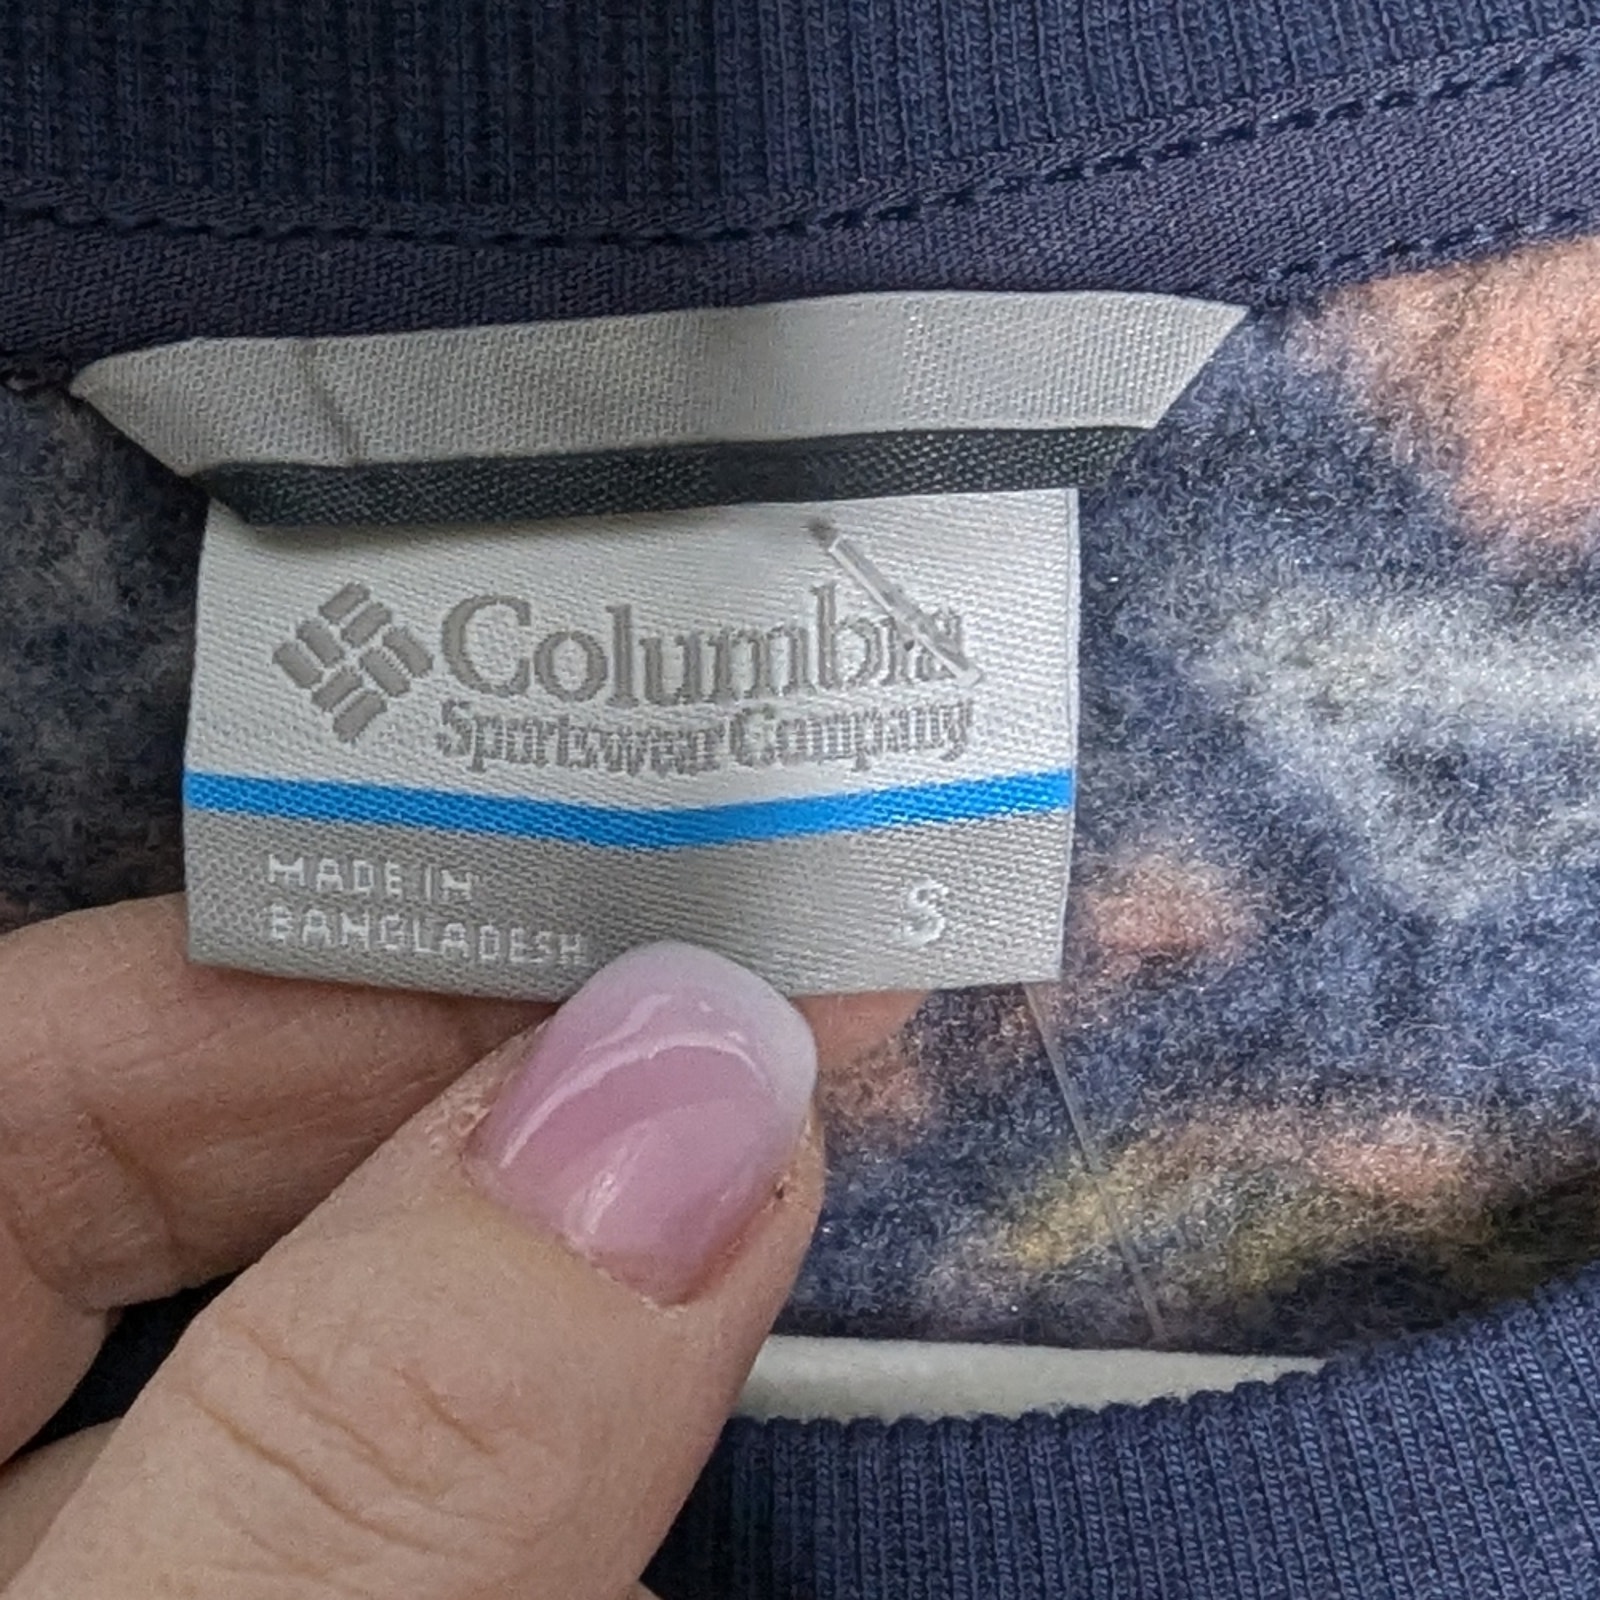 Columbia
Sportswear Company
MADE IN
BANGLADESH
S